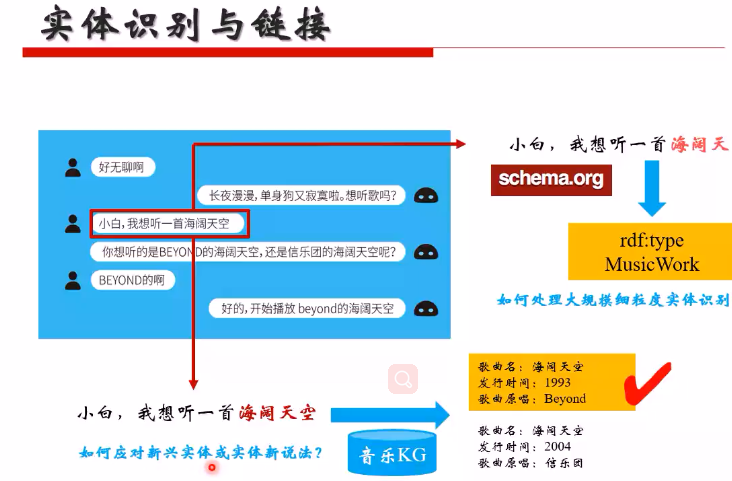 实体识别与链接
好无聊啊
长夜漫漫,单身狗又寂寞啦。想听歌吗?
小白,我想听一首海阔天空
你想听的是BEYOND的海阔天空,还是信乐团的海阔天空呢?
BEYOND的啊
好的,开始播放 beyond的海阔天空
小白，我想听一首海阔天
schema.org
rdf:type
MusicWork
如何处理大规模细粒度实体识别
小白，我想听一首海阔天空
如何应对新兴实体或实体新说法？
音乐KG
歌曲名：海阔天空
发行时间：1993
歌曲原唱：Beyond
歌曲名：海阔天空
发行时间：2004
歌曲原唱：信乐团